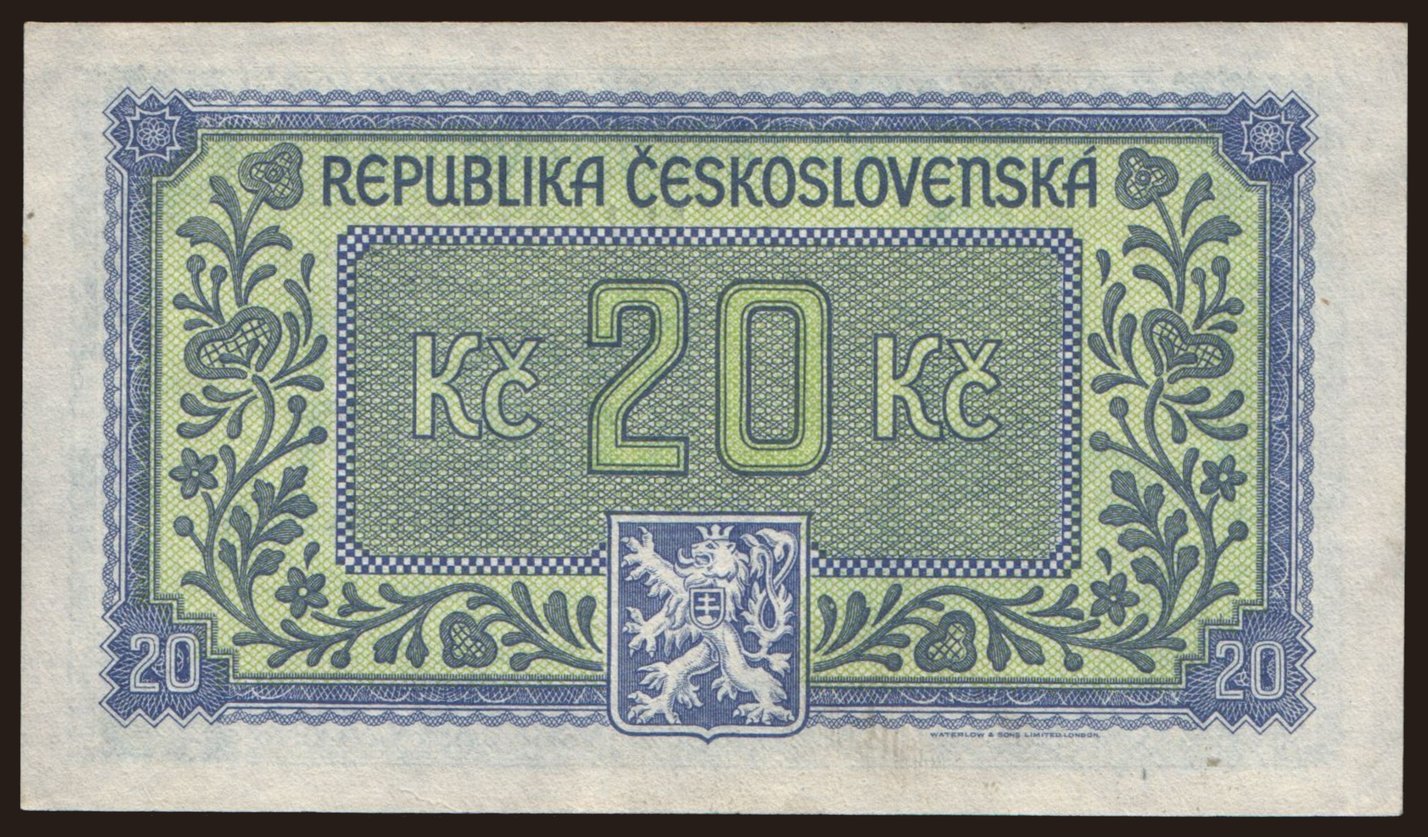 REPUBLIKA ČESKOSLOVENSKÁ
Kč 20 Kč
20 20
WATERLOW & SONS LIMITED. LONDON.